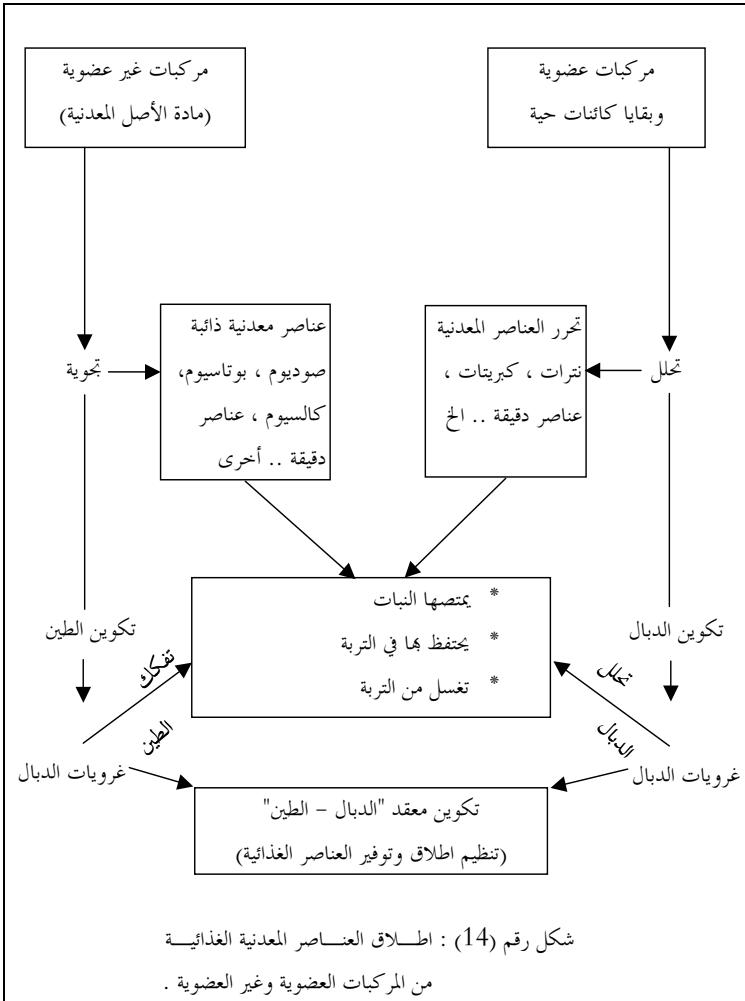 مركبات عضوية
وبقايا كائنات حية
مركبات غير عضوية
(مادة الأصل المعدنية)
تحرر العناصر المعدنية
نترات ، كبريتات ،
عناصر دقيقة .. الخ
عناصر معدنية ذائبة
صوديوم ، بوتاسيوم،
كالسيوم ، عناصر
دقيقة .. أخرى
تحلل
تجوية
* يمتصها النبات
* يحتفظ بها في التربة
* تغسل من التربة
تكوين الدبال
تكوين الطين
تحلل
الدبال
تفكك
الطين
غرويات الدبال
غرويات الدبال
تكوين معقد "الدبال – الطين"
(تنظيم اطلاق وتوفير العناصر الغذائية)
شكل رقم (14) : اطلاق العناصر المعدنية الغذائية
من المركبات العضوية وغير العضوية .